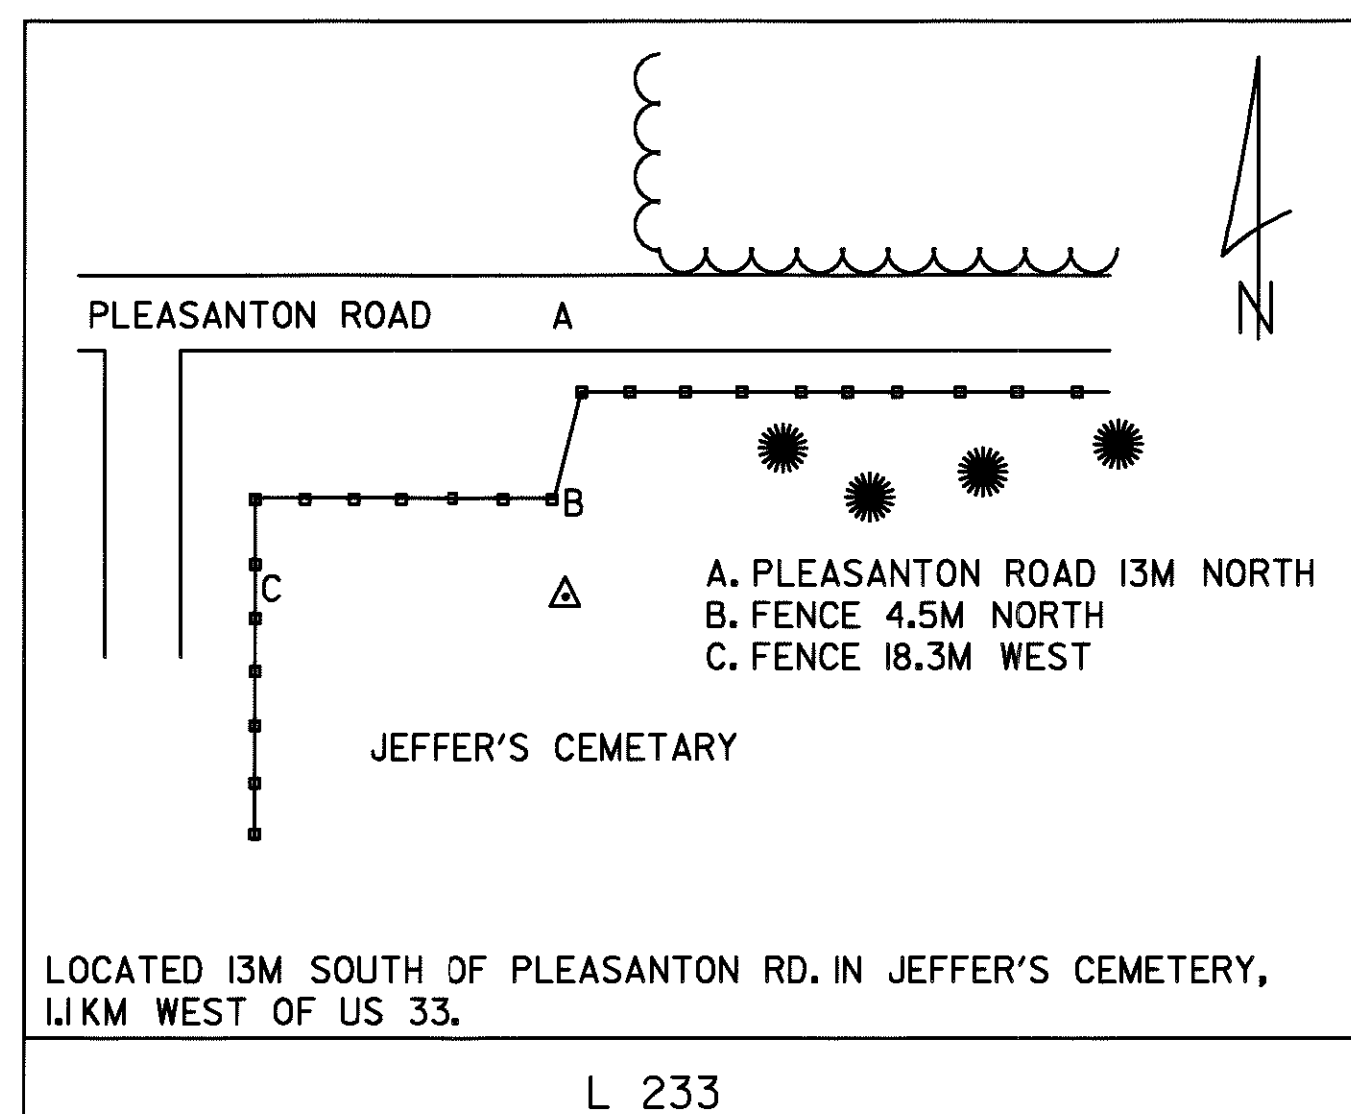 N
PLEASANTON ROAD A
B
C
A. PLEASANTON ROAD 13M NORTH
B. FENCE 4.5M NORTH
C. FENCE 18.3M WEST
JEFFER'S CEMETARY
LOCATED 13M SOUTH OF PLEASANTON RD. IN JEFFER'S CEMETERY,
1.1KM WEST OF US 33.
L 233